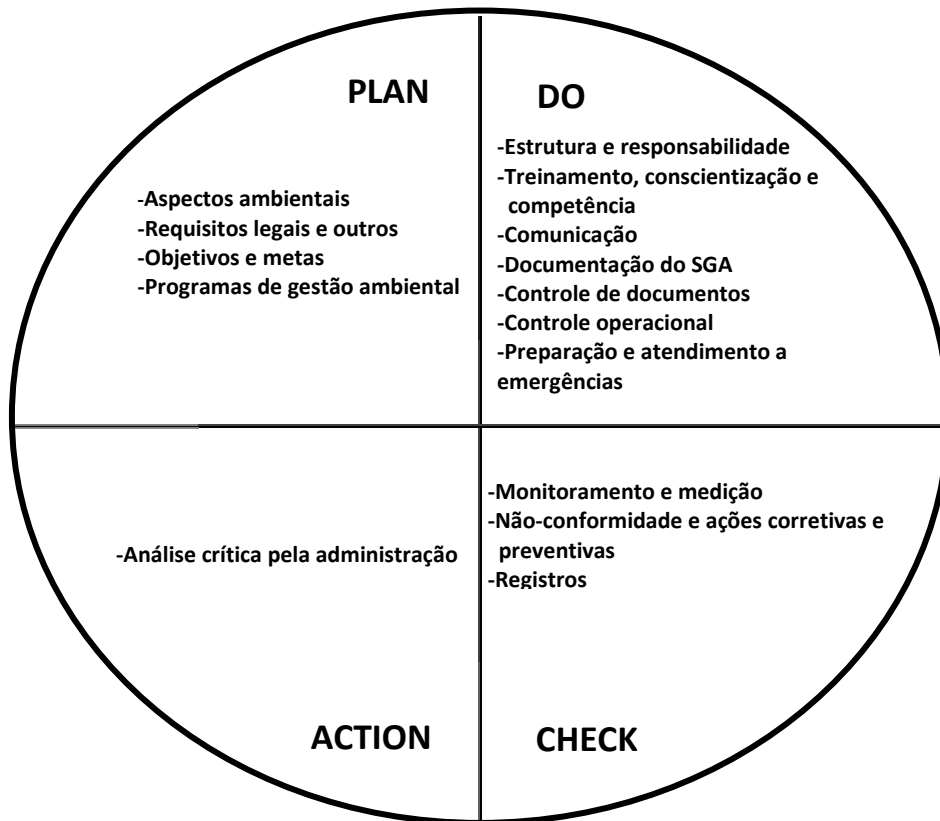 PLAN
-Aspectos ambientais
-Requisitos legais e outros
-Objetivos e metas
-Programas de gestão ambiental
DO
-Estrutura e responsabilidade
-Treinamento, conscientização e
competência
-Comunicação
-Documentação do SGA
-Controle de documentos
-Controle operacional
-Preparação e atendimento a
emergências
-Análise crítica pela administração
ACTION
-Monitoramento e medição
-Não-conformidade e ações corretivas e
preventivas
-Registros
CHECK